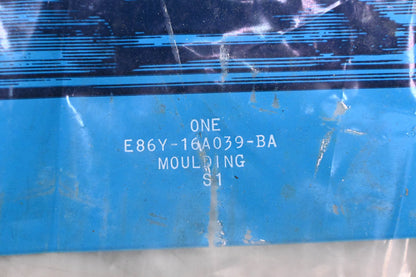 ONE
E86Y-16A039-BA
MOULDING
S1